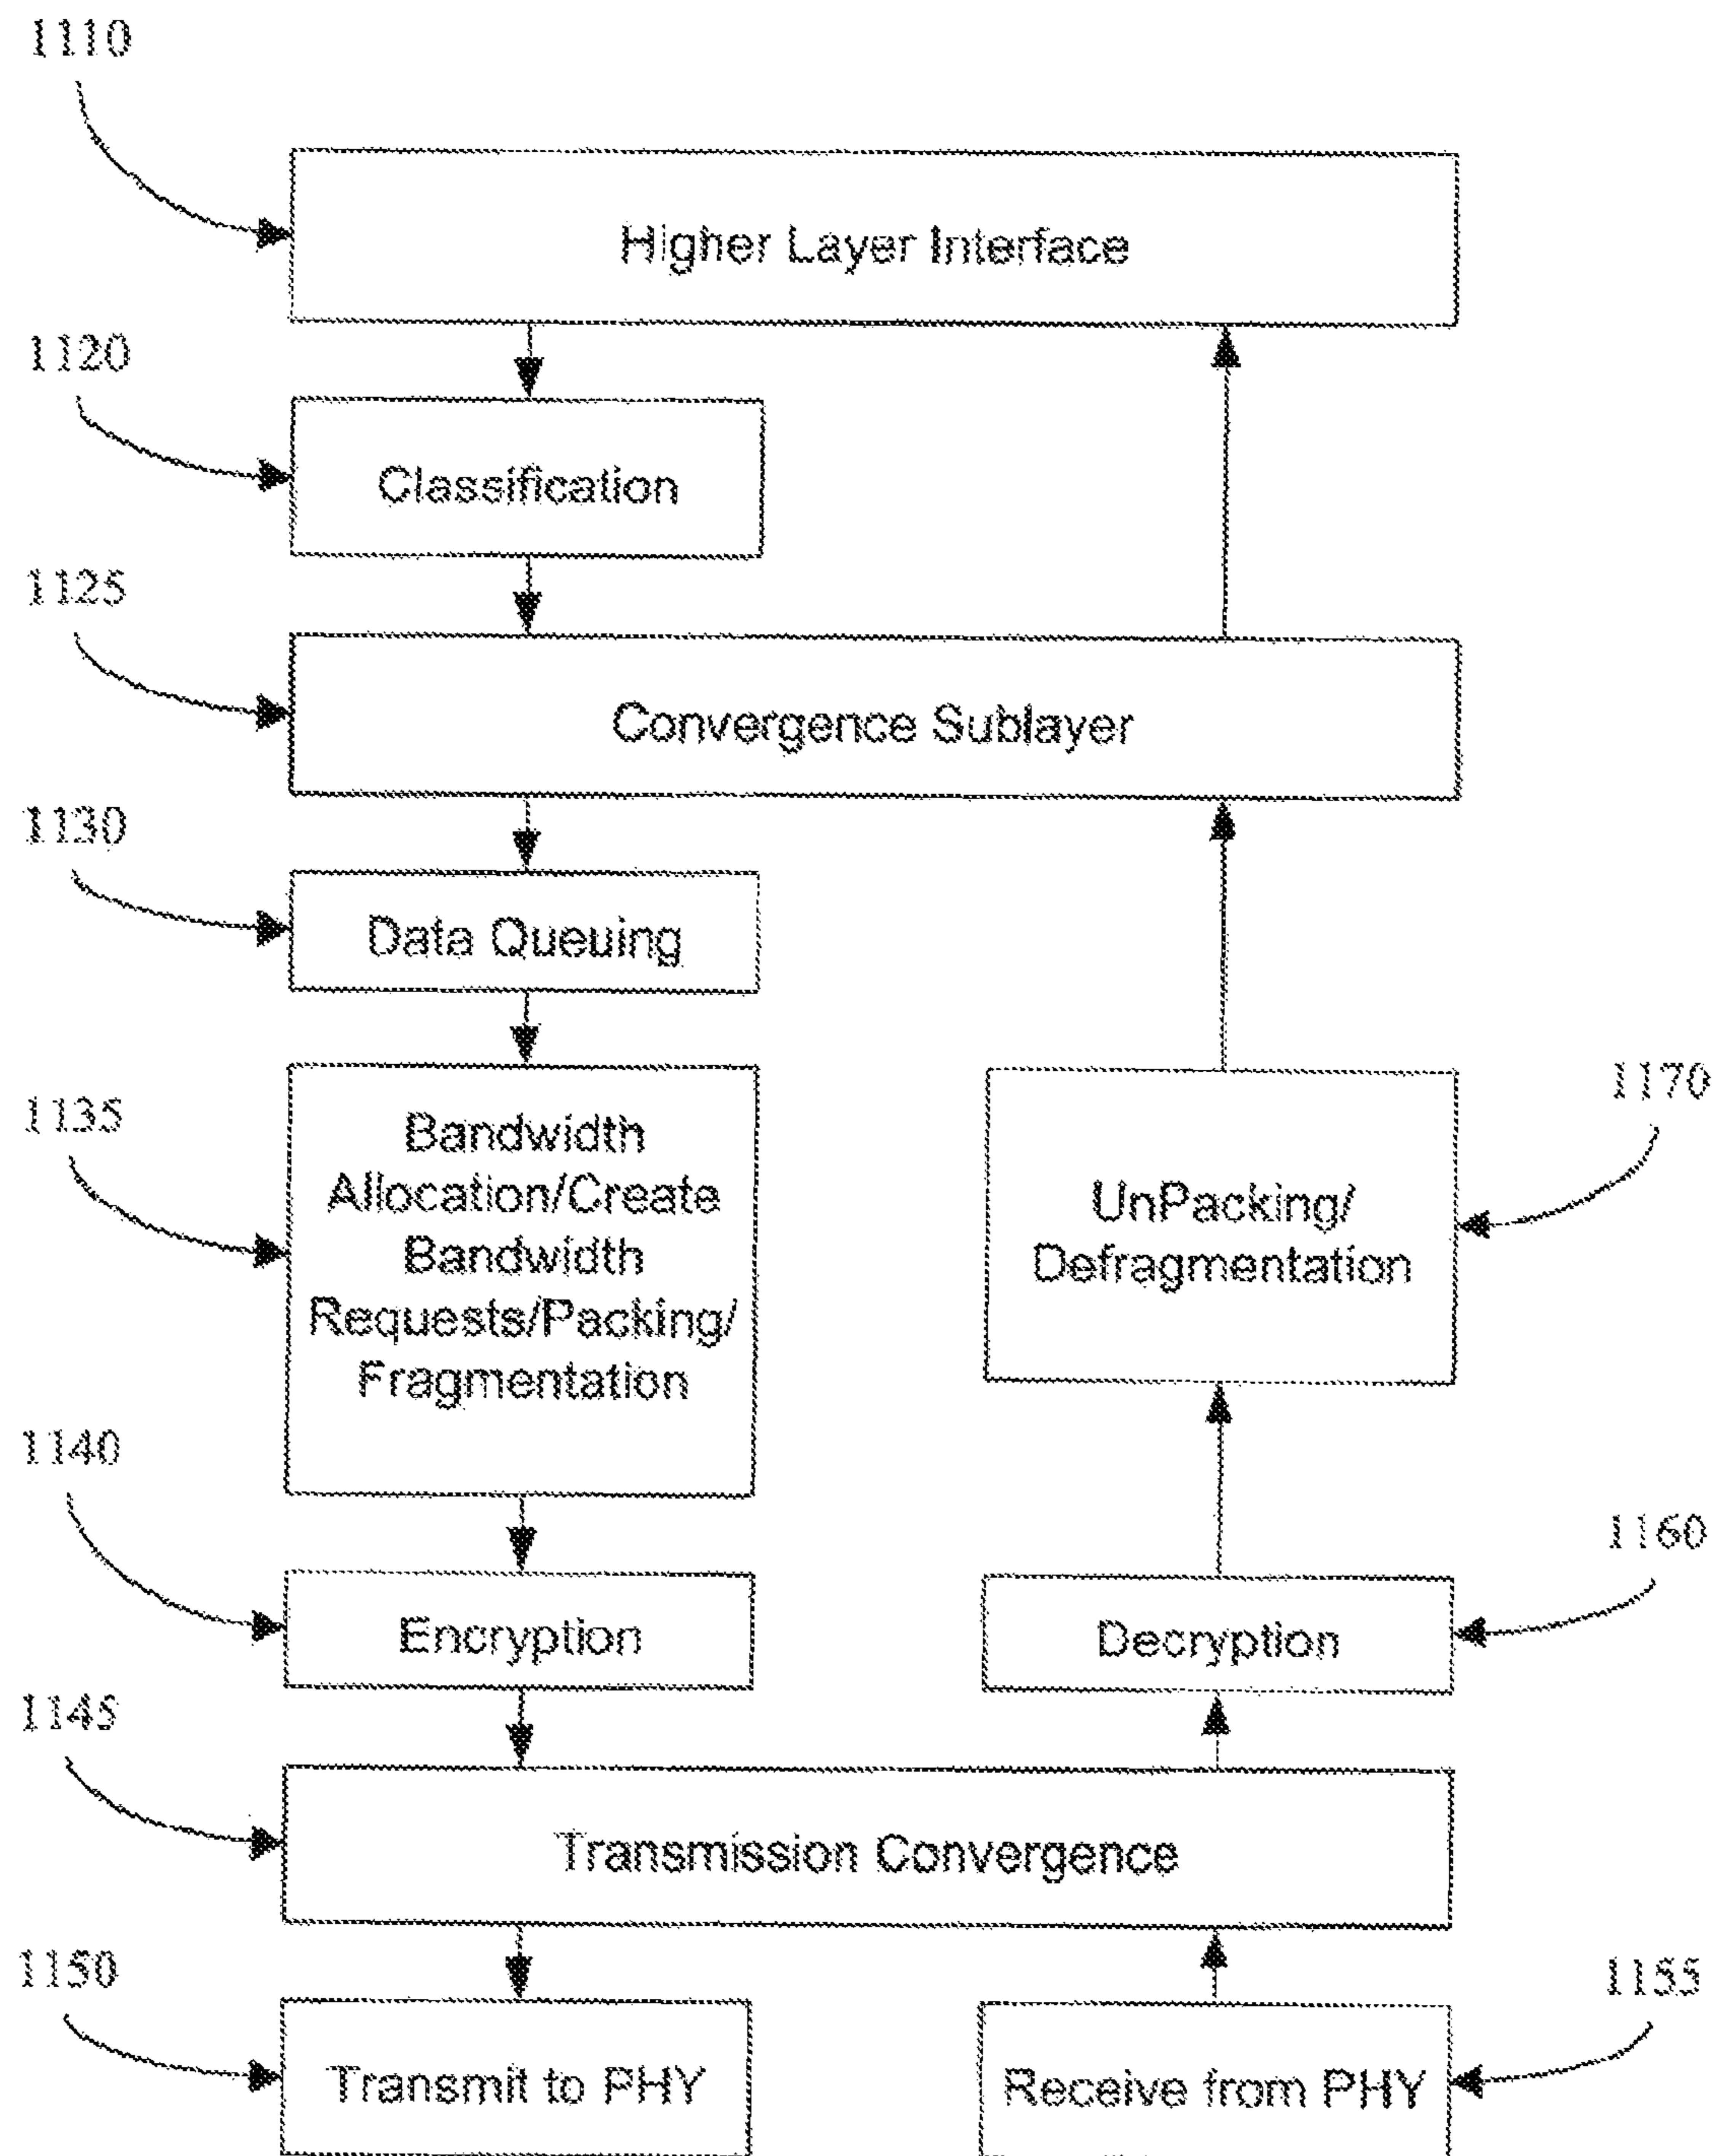 1110
Higher Layer Interface
1120
Classification
1125
Convergence Sublayer
1130
Data Queuing
1135
Bandwidth
Allocation/Create
Bandwidth
Requests/Packing/
Fragmentation
1170
UnPacking/
Defragmentation
1140
Encryption
1160
Decryption
1145
Transmission Convergence
1150
Transmit to PHY
1155
Receive from PHY